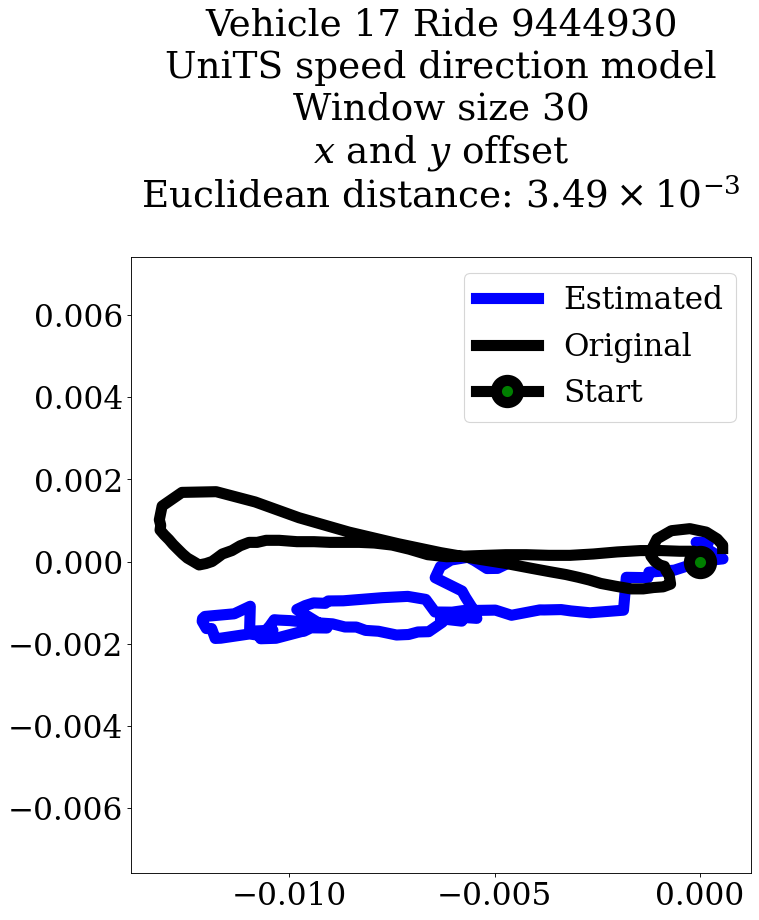 Vehicle 17 Ride 9444930
UniTS speed direction model
Window size 30
x and y offset
Euclidean distance: 3.49 × 10⁻³
Estimated
Original
Start
0.006
0.004
0.002
0.000
−0.002
−0.004
−0.006
−0.010
−0.005
0.000